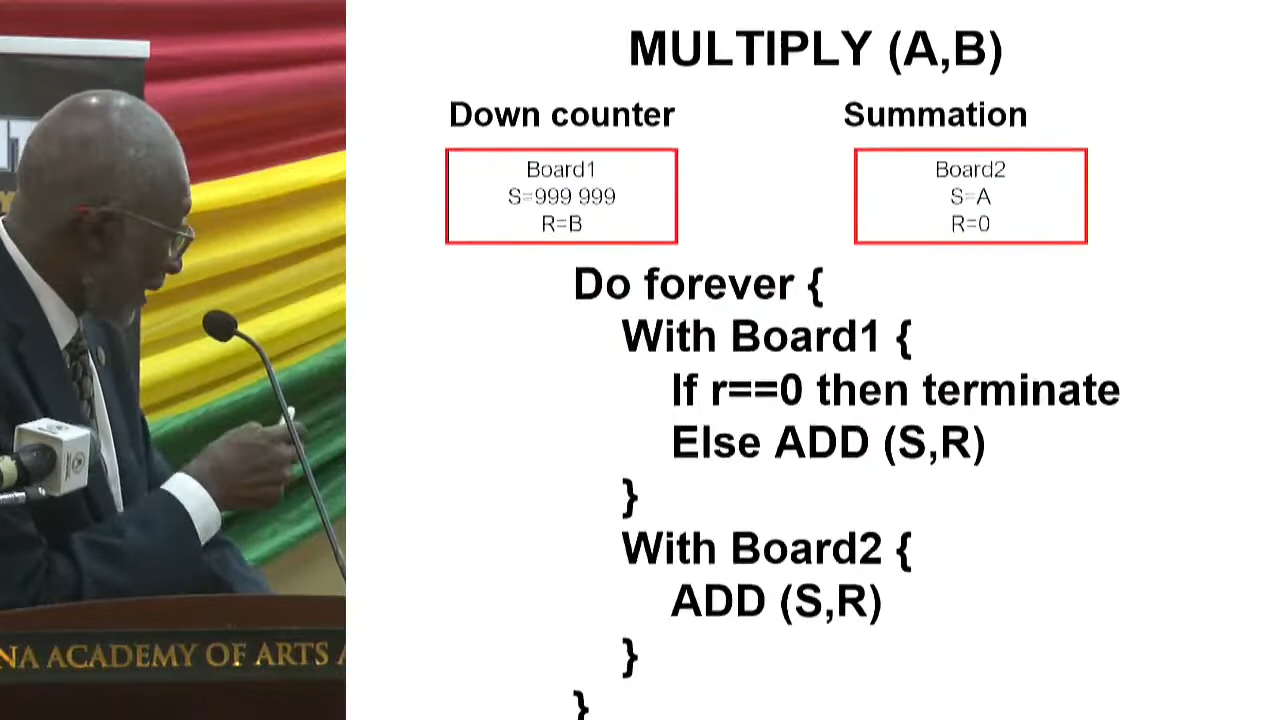 MULTIPLY (A,B)
Down counter
Summation
Board1
S=999 999
R=B
Board2
S=A
R=0
Do forever {
With Board1 {
If r==0 then terminate
Else ADD (S,R)
}
With Board2 {
ADD (S,R)
}
}
NA ACADEMY OF ARTS A